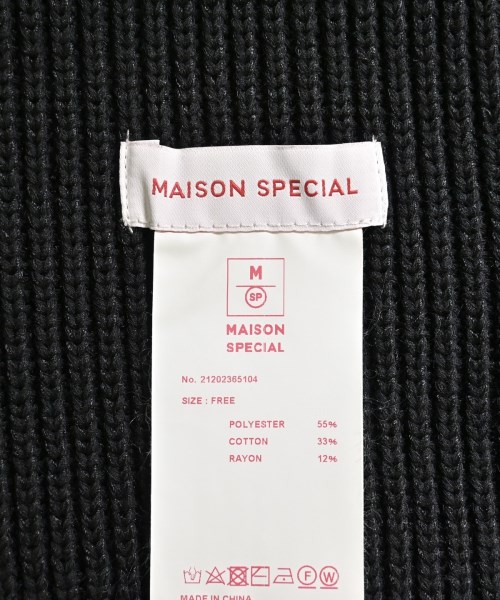 MAISON SPECIAL
M
SP
MAISON
SPECIAL
No. 21202365104
SIZE : FREE
POLYESTER 55%
COTTON 33%
RAYON 12%
F W
MADE IN CHINA